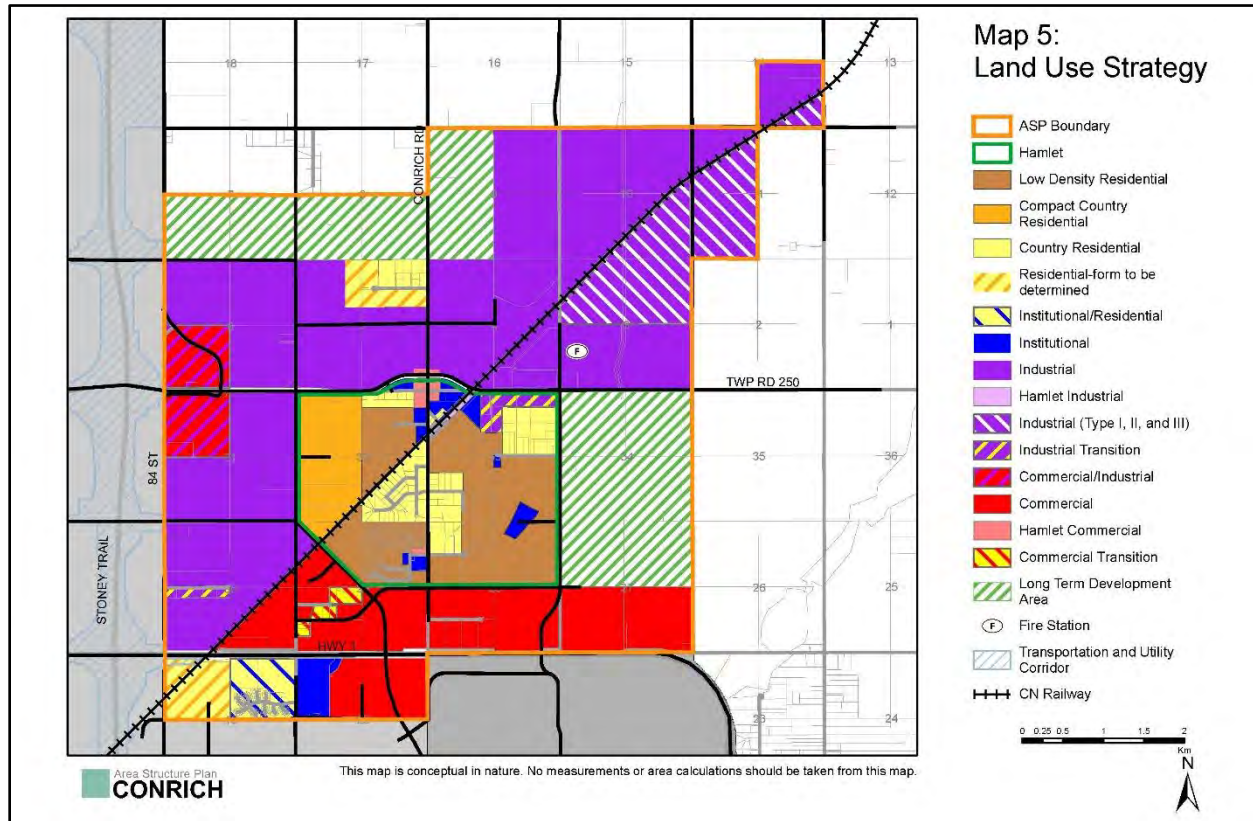 Map 5:
Land Use Strategy
ASP Boundary
Hamlet
Low Density Residential
Compact Country
Residential
Country Residential
Residential-form to be
determined
Institutional/Residential
Institutional
Industrial
Hamlet Industrial
Industrial (Type I, II, and III)
Industrial Transition
Commercial/Industrial
Commercial
Hamlet Commercial
Commercial Transition
Long Term Development
Area
F Fire Station
Transportation and Utility
Corridor
CN Railway
0 0.25 0.5 1 1.5 2
Km
N
18 17 16 15 13
CONRICH RD
12
2 1
F
TWP RD 250
84 ST
35 36
STONEY TRAIL
26 25
HWY 1
23 24
Area Structure Plan
CONRICH
This map is conceptual in nature. No measurements or area calculations should be taken from this map.